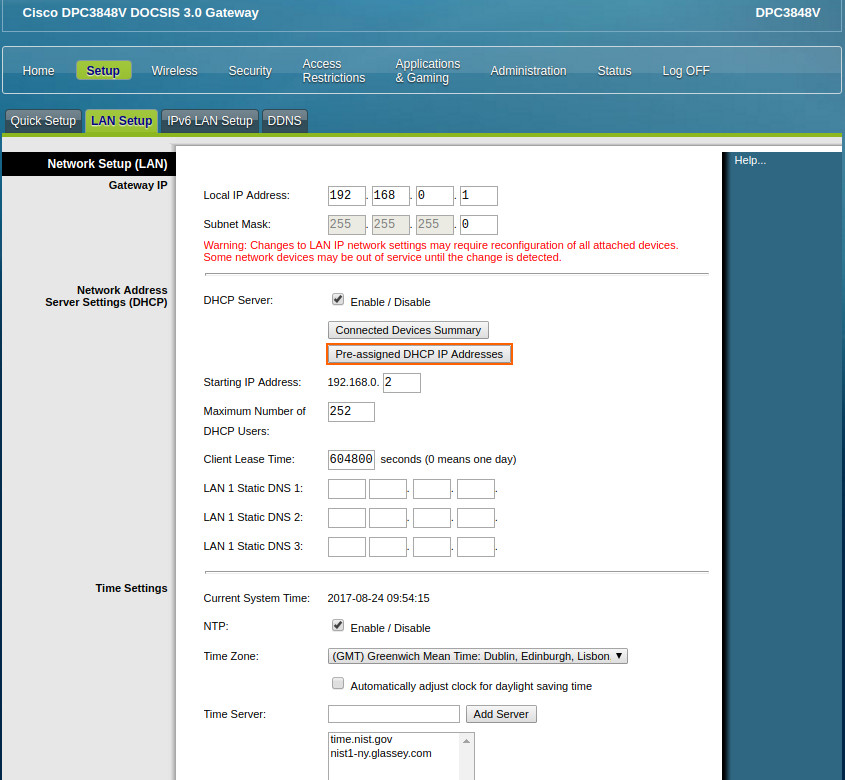 Cisco DPC3848V DOCSIS 3.0 Gateway DPC3848V
Home Setup Wireless Security Access Restrictions Applications & Gaming Administration Status Log OFF
Quick Setup LAN Setup IPv6 LAN Setup DDNS
Network Setup (LAN) Help...
Gateway IP
Local IP Address: 192 . 168 . 0 . 1
Subnet Mask: 255 . 255 . 255 . 0
Warning: Changes to LAN IP network settings may require reconfiguration of all attached devices.
Some network devices may be out of service until the change is detected.
Network Address
Server Settings (DHCP)
DHCP Server: Enable / Disable
Connected Devices Summary
Pre-assigned DHCP IP Addresses
Starting IP Address: 192.168.0. 2
Maximum Number of
DHCP Users: 252
Client Lease Time: 604800 seconds (0 means one day)
LAN 1 Static DNS 1: . . .
LAN 1 Static DNS 2: . . .
LAN 1 Static DNS 3: . . .
Time Settings
Current System Time: 2017-08-24 09:54:15
NTP: Enable / Disable
Time Zone: (GMT) Greenwich Mean Time: Dublin, Edinburgh, Lisbon
Automatically adjust clock for daylight saving time
Time Server: Add Server
time.nist.gov
nist1-ny.glassey.com